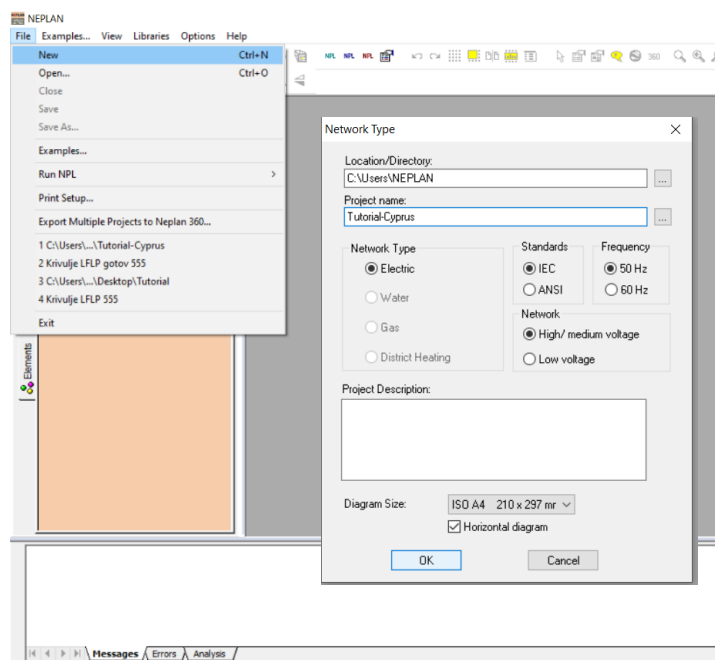 NEPLAN
File Examples... View Libraries Options Help
New Ctrl+N
Open... Ctrl+O
Close
Save
Save As...
Examples...
Run NPL >
Print Setup...
Export Multiple Projects to Neplan 360...
1 C:\Users\...\Tutorial-Cyprus
2 Krivulje LFLP gotov 555
3 C:\Users\...\Desktop\Tutorial
4 Krivulje LFLP 555
Exit
NPL NPL NPL 360
Elements
Network Type
Location/Directory:
C:\Users\NEPLAN
...
Project name:
Tutorial-Cyprus
...
Network Type
Electric
Water
Gas
District Heating
Standards
IEC
ANSI
Frequency
50 Hz
60 Hz
Network
High/ medium voltage
Low voltage
Project Description:
Diagram Size: ISO A4 210 x 297 mr
Horizontal diagram
OK Cancel
Messages Errors Analysis